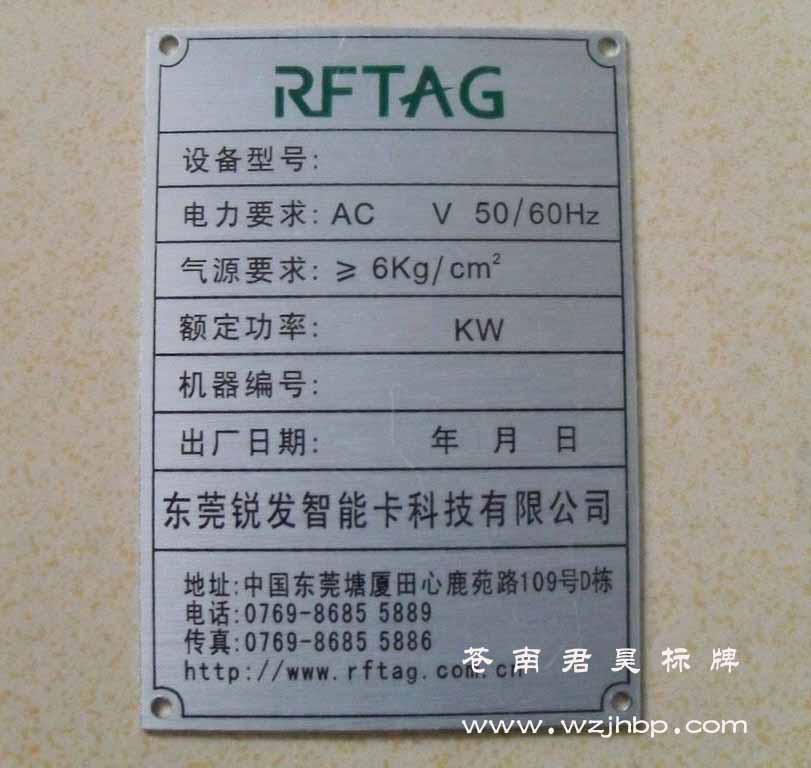 RFTAG
设备型号:
电力要求: AC V 50/60Hz
气源要求: ≥ 6Kg/cm²
额定功率: KW
机器编号:
出厂日期: 年 月 日
东莞锐发智能卡科技有限公司
地址:中国东莞塘厦田心鹿苑路109号D栋
电话:0769-8685 5889
传真:0769-8685 5886
http://www.rftag.com.cn
苍南君昊标牌
www.wzjhbp.com